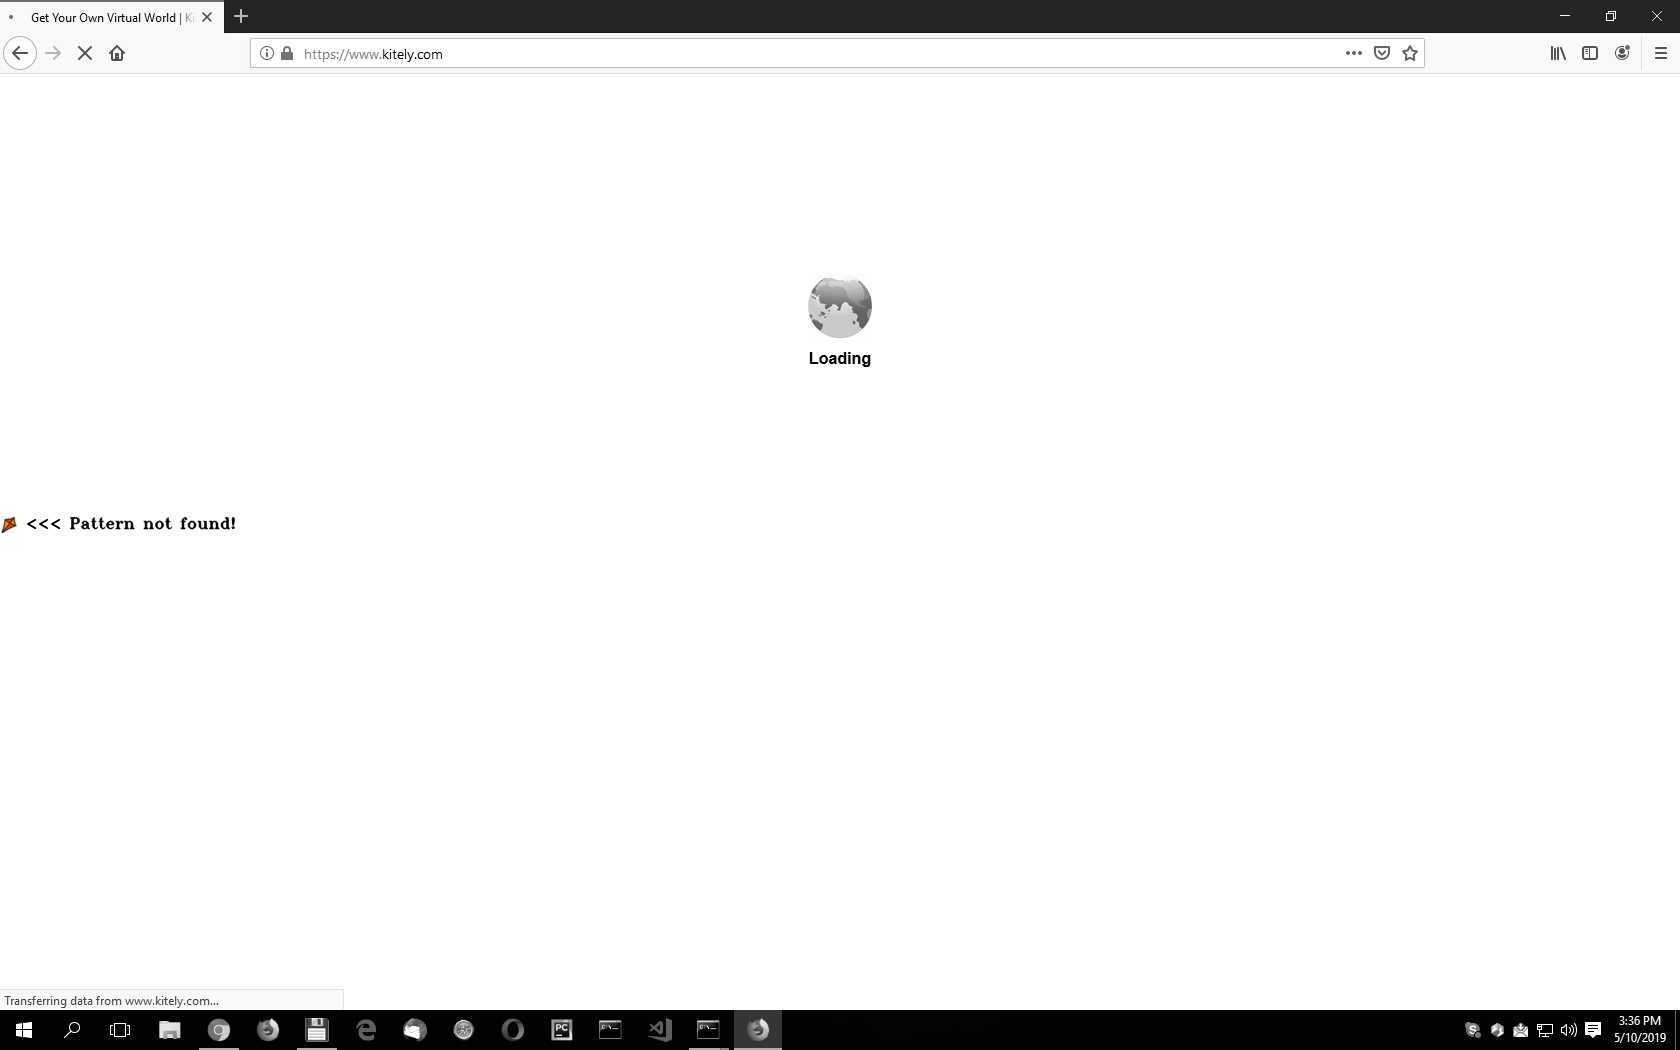 Get Your Own Virtual World | Ki
https://www.kitely.com
Loading
<<< Pattern not found!
Transferring data from www.kitely.com...
PC
C:\_
C:\_
3:36 PM
5/10/2019